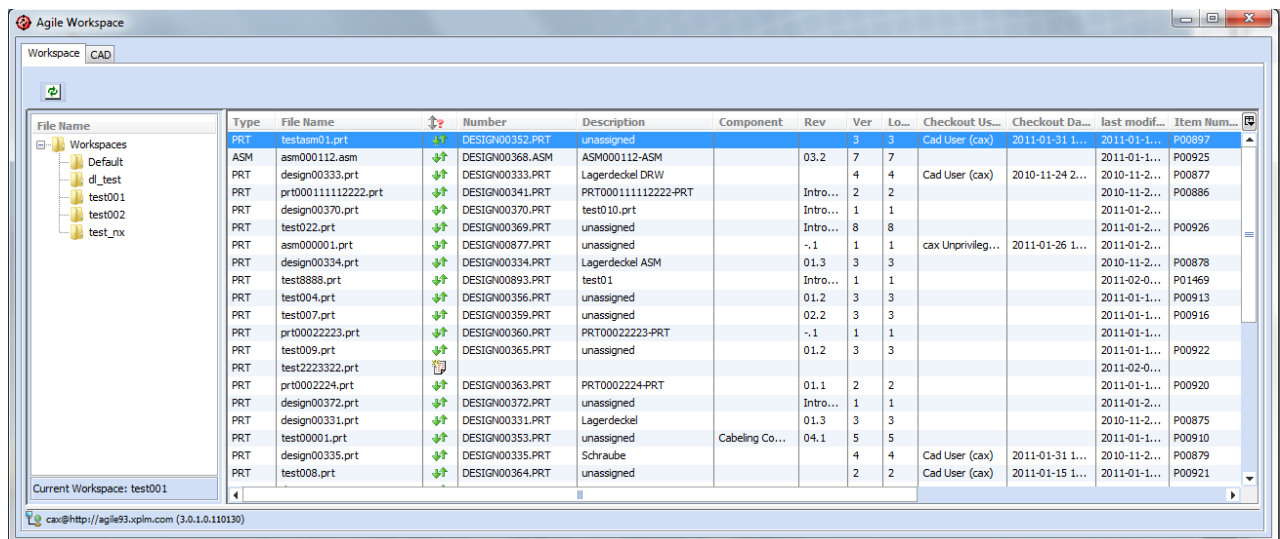 Agile Workspace
Workspace CAD
File Name
Workspaces
Default
dl_test
test001
test002
test_nx
Current Workspace: test001
Type File Name Number Description Component Rev Ver Lo... Checkout Us... Checkout Da... last modif... Item Num...
PRT testasm01.prt DESIGN00352.PRT unassigned 3 3 Cad User (cax) 2011-01-31 1... 2011-01-1... P00897
ASM asm000112.asm DESIGN00368.ASM ASM000112-ASM 03.2 7 7 2011-01-1... P00925
PRT design00333.prt DESIGN00333.PRT Lagerdeckel DRW 4 4 Cad User (cax) 2010-11-24 2... 2010-11-2... P00877
PRT prt000111112222.prt DESIGN00341.PRT PRT000111112222-PRT Intro... 2 2 2010-11-2... P00886
PRT design00370.prt DESIGN00370.PRT test010.prt Intro... 1 1 2011-01-2...
PRT test022.prt DESIGN00369.PRT unassigned Intro... 8 8 2011-01-2... P00926
PRT asm000001.prt DESIGN00877.PRT unassigned -.1 1 1 cax Unprivileg... 2011-01-26 1... 2011-01-2...
PRT design00334.prt DESIGN00334.PRT Lagerdeckel ASM 01.3 3 3 2010-11-2... P00878
PRT test8888.prt DESIGN00893.PRT test01 Intro... 1 1 2011-02-0... P01469
PRT test004.prt DESIGN00356.PRT unassigned 01.2 3 3 2011-01-1... P00913
PRT test007.prt DESIGN00359.PRT unassigned 02.2 3 3 2011-01-1... P00916
PRT prt00022223.prt DESIGN00360.PRT PRT00022223-PRT -.1 1 1 2011-01-1...
PRT test009.prt DESIGN00365.PRT unassigned 01.2 3 3 2011-01-1... P00922
PRT test2223322.prt 2011-02-0...
PRT prt0002224.prt DESIGN00363.PRT PRT0002224-PRT 01.1 2 2 2011-01-1... P00920
PRT design00372.prt DESIGN00372.PRT unassigned Intro... 1 1 2011-01-2...
PRT design00331.prt DESIGN00331.PRT Lagerdeckel 01.3 3 3 2010-11-2... P00875
PRT test00001.prt DESIGN00353.PRT unassigned Cabeling Co... 04.1 5 5 2011-01-1... P00910
PRT design00335.prt DESIGN00335.PRT Schraube 4 4 Cad User (cax) 2011-01-31 1... 2010-11-2... P00879
PRT test008.prt DESIGN00364.PRT unassigned 2 2 Cad User (cax) 2011-01-15 1... 2011-01-1... P00921
cax@http://agile93.xplm.com (3.0.1.0.110130)